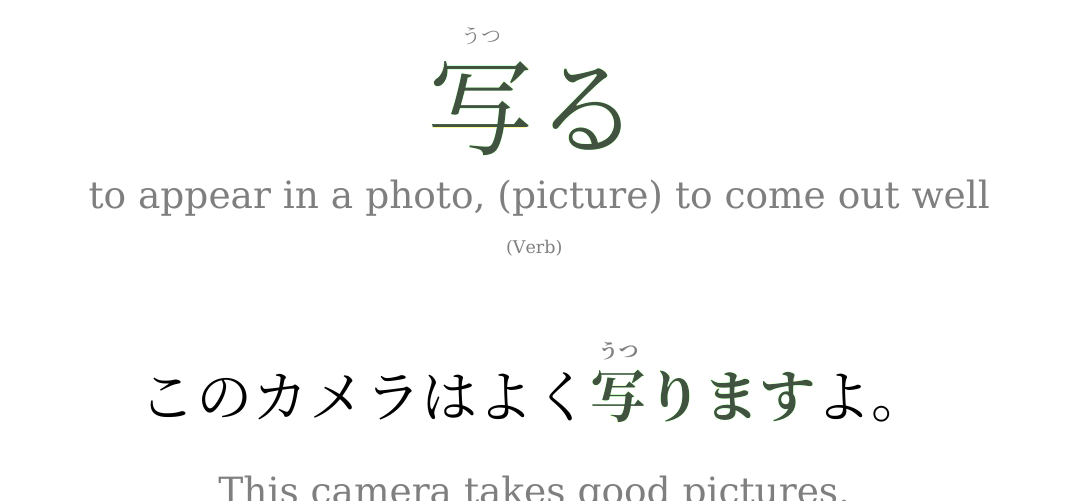 うつ
写る
to appear in a photo, (picture) to come out well
(Verb)
うつ
このカメラはよく写りますよ。
This camera takes good pictures.